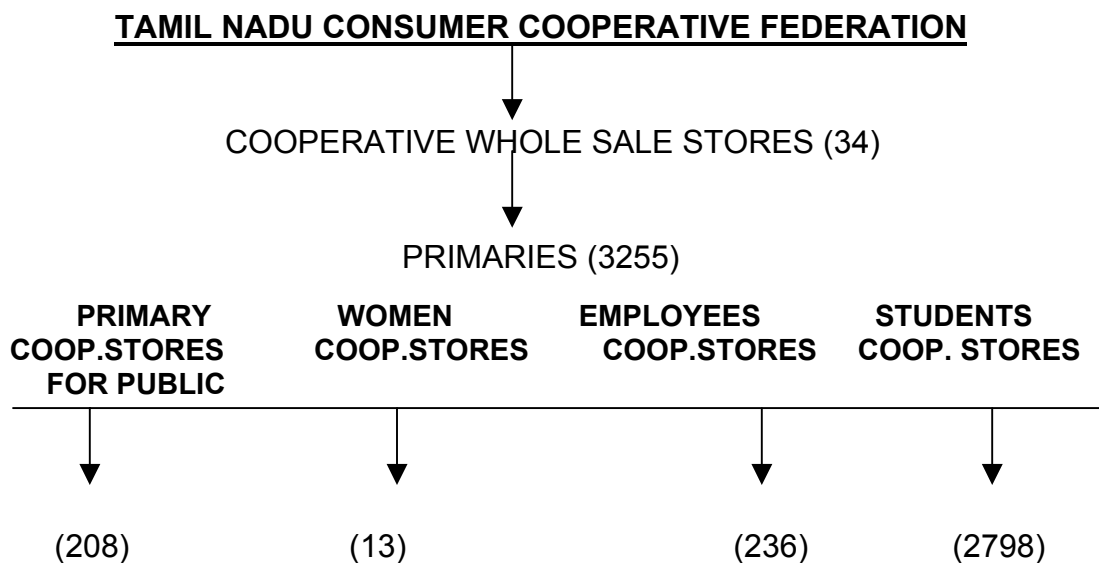 TAMIL NADU CONSUMER COOPERATIVE FEDERATION
COOPERATIVE WHOLE SALE STORES (34)
PRIMARIES (3255)
PRIMARY
COOP.STORES
FOR PUBLIC
WOMEN
COOP.STORES
EMPLOYEES
COOP.STORES
STUDENTS
COOP. STORES
(208)
(13)
(236)
(2798)